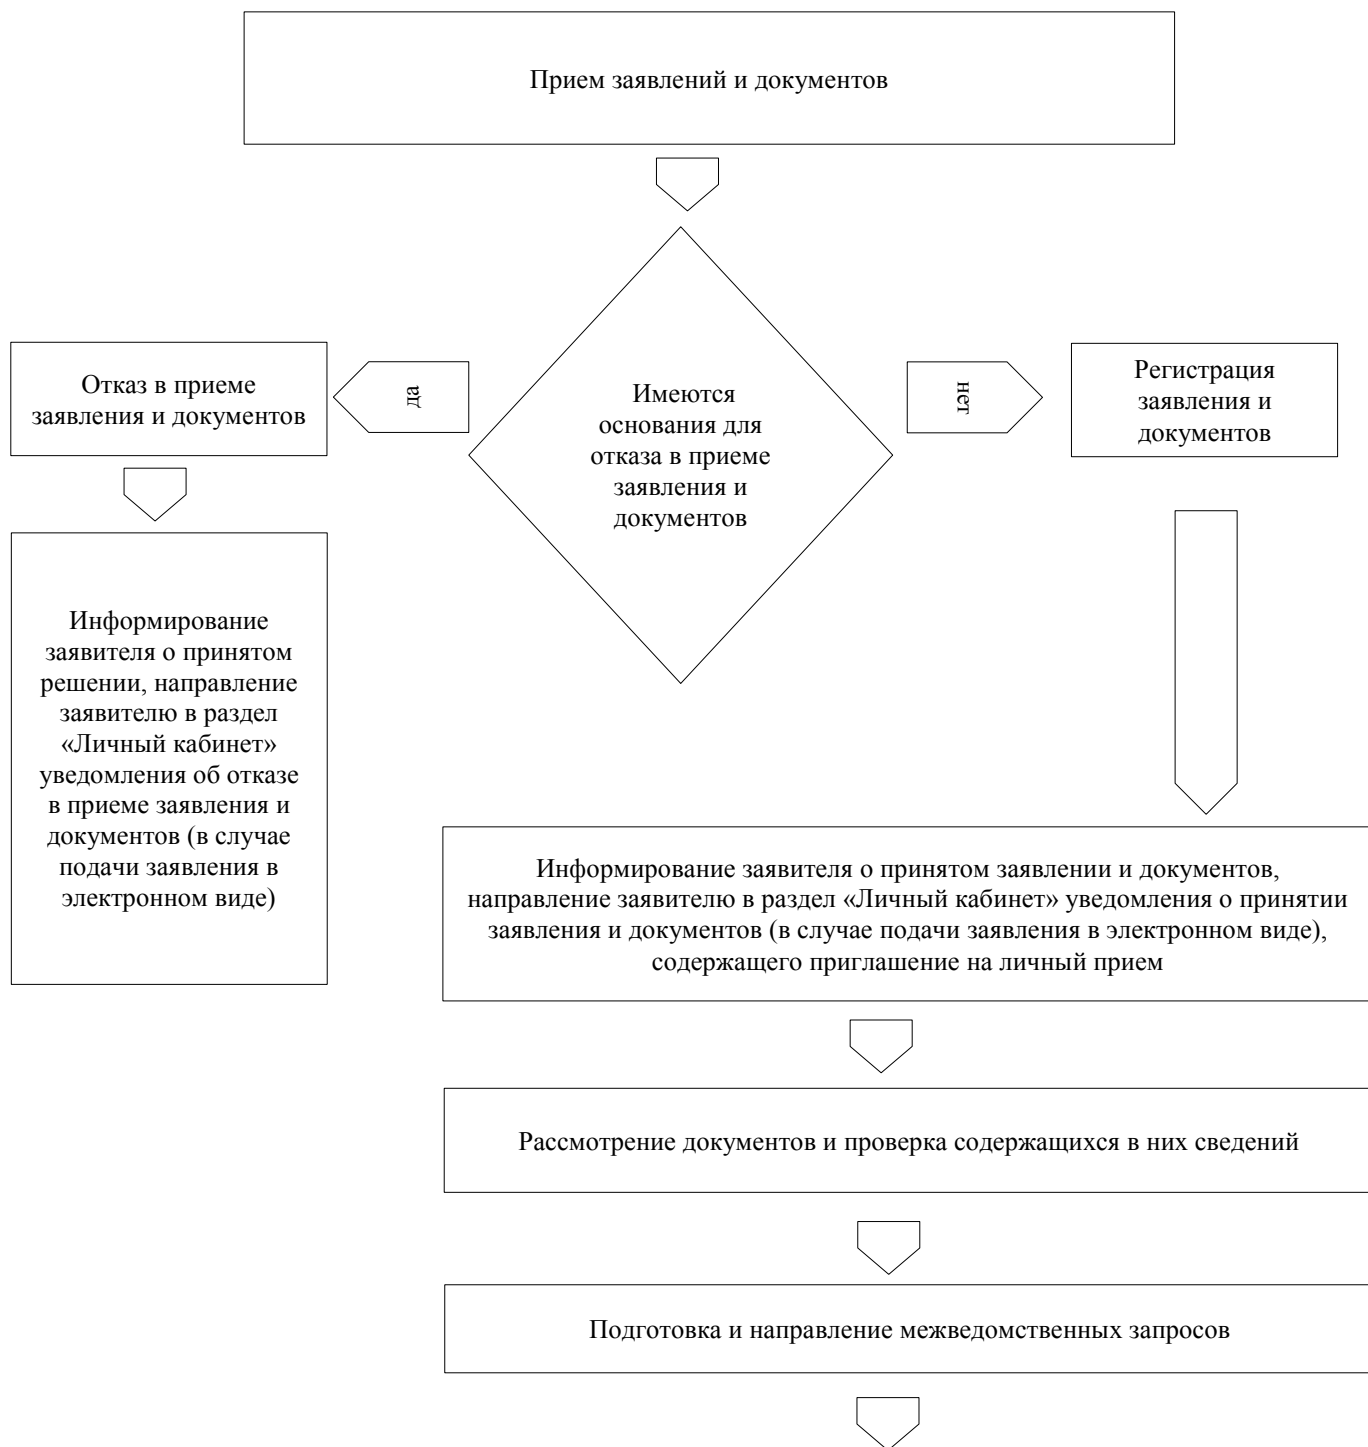 Прием заявлений и документов
Отказ в приеме
заявления и документов
да
Имеются
основания для
отказа в приеме
заявления и
документов
нет
Регистрация
заявления и
документов
Информирование
заявителя о принятом
решении, направление
заявителю в раздел
«Личный кабинет»
уведомления об отказе
в приеме заявления и
документов (в случае
подачи заявления в
электронном виде)
Информирование заявителя о принятом заявлении и документов,
направление заявителю в раздел «Личный кабинет» уведомления о принятии
заявления и документов (в случае подачи заявления в электронном виде),
содержащего приглашение на личный прием
Рассмотрение документов и проверка содержащихся в них сведений
Подготовка и направление межведомственных запросов